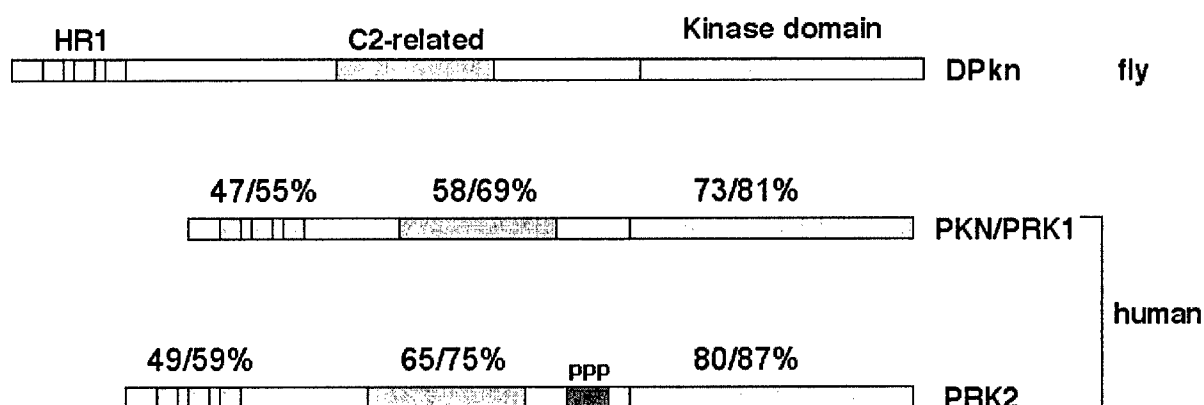 HR1 C2-related Kinase domain
DPkn fly
47/55% 58/69% 73/81%
PKN/PRK1
human
49/59% 65/75% ppp 80/87%
PRK2